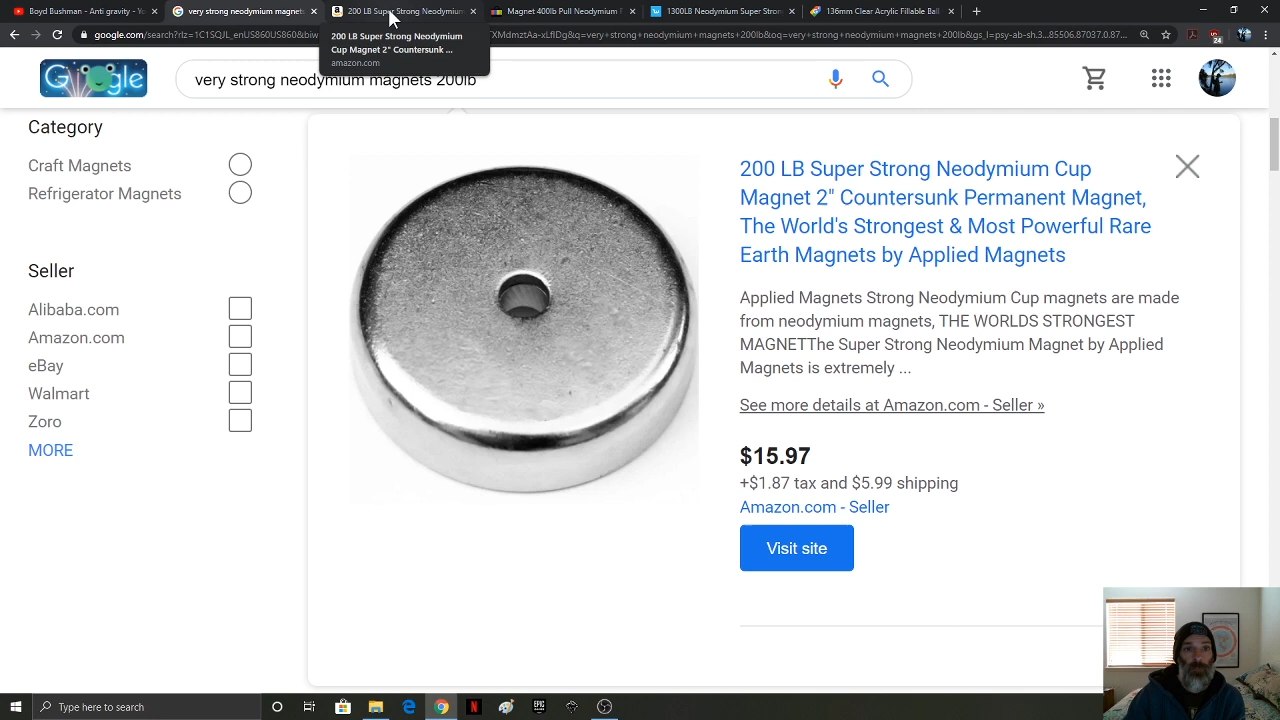 Boyd Bushman - Anti gravity -
very strong neodymium magnets
200 LB Super Strong Neodymium
Magnet 400lb Pull Neodymium
1300LB Neodymium Super Stron
136mm Clear Acrylic Fillable Ball
google.com/search?rlz=1C1SQJL_enUS860US860&biw
XMdmztAa-xLfIDg&q=very+strong+neodymium+magnets+200lb&oq=very+strong+neodymium+magnets+200lb&gs_l=psy-ab-sh.3...85506.87037.0.87...
24
200 LB Super Strong Neodymium
Cup Magnet 2" Countersunk ...
amazon.com
Google
very strong neodymium magnets 200lb
Category
Craft Magnets
Refrigerator Magnets
Seller
Alibaba.com
Amazon.com
eBay
Walmart
Zoro
MORE
200 LB Super Strong Neodymium Cup
Magnet 2" Countersunk Permanent Magnet,
The World's Strongest & Most Powerful Rare
Earth Magnets by Applied Magnets
Applied Magnets Strong Neodymium Cup magnets are made
from neodymium magnets, THE WORLDS STRONGEST
MAGNETThe Super Strong Neodymium Magnet by Applied
Magnets is extremely ...
See more details at Amazon.com - Seller »
$15.97
+$1.87 tax and $5.99 shipping
Amazon.com - Seller
Visit site
Type here to search